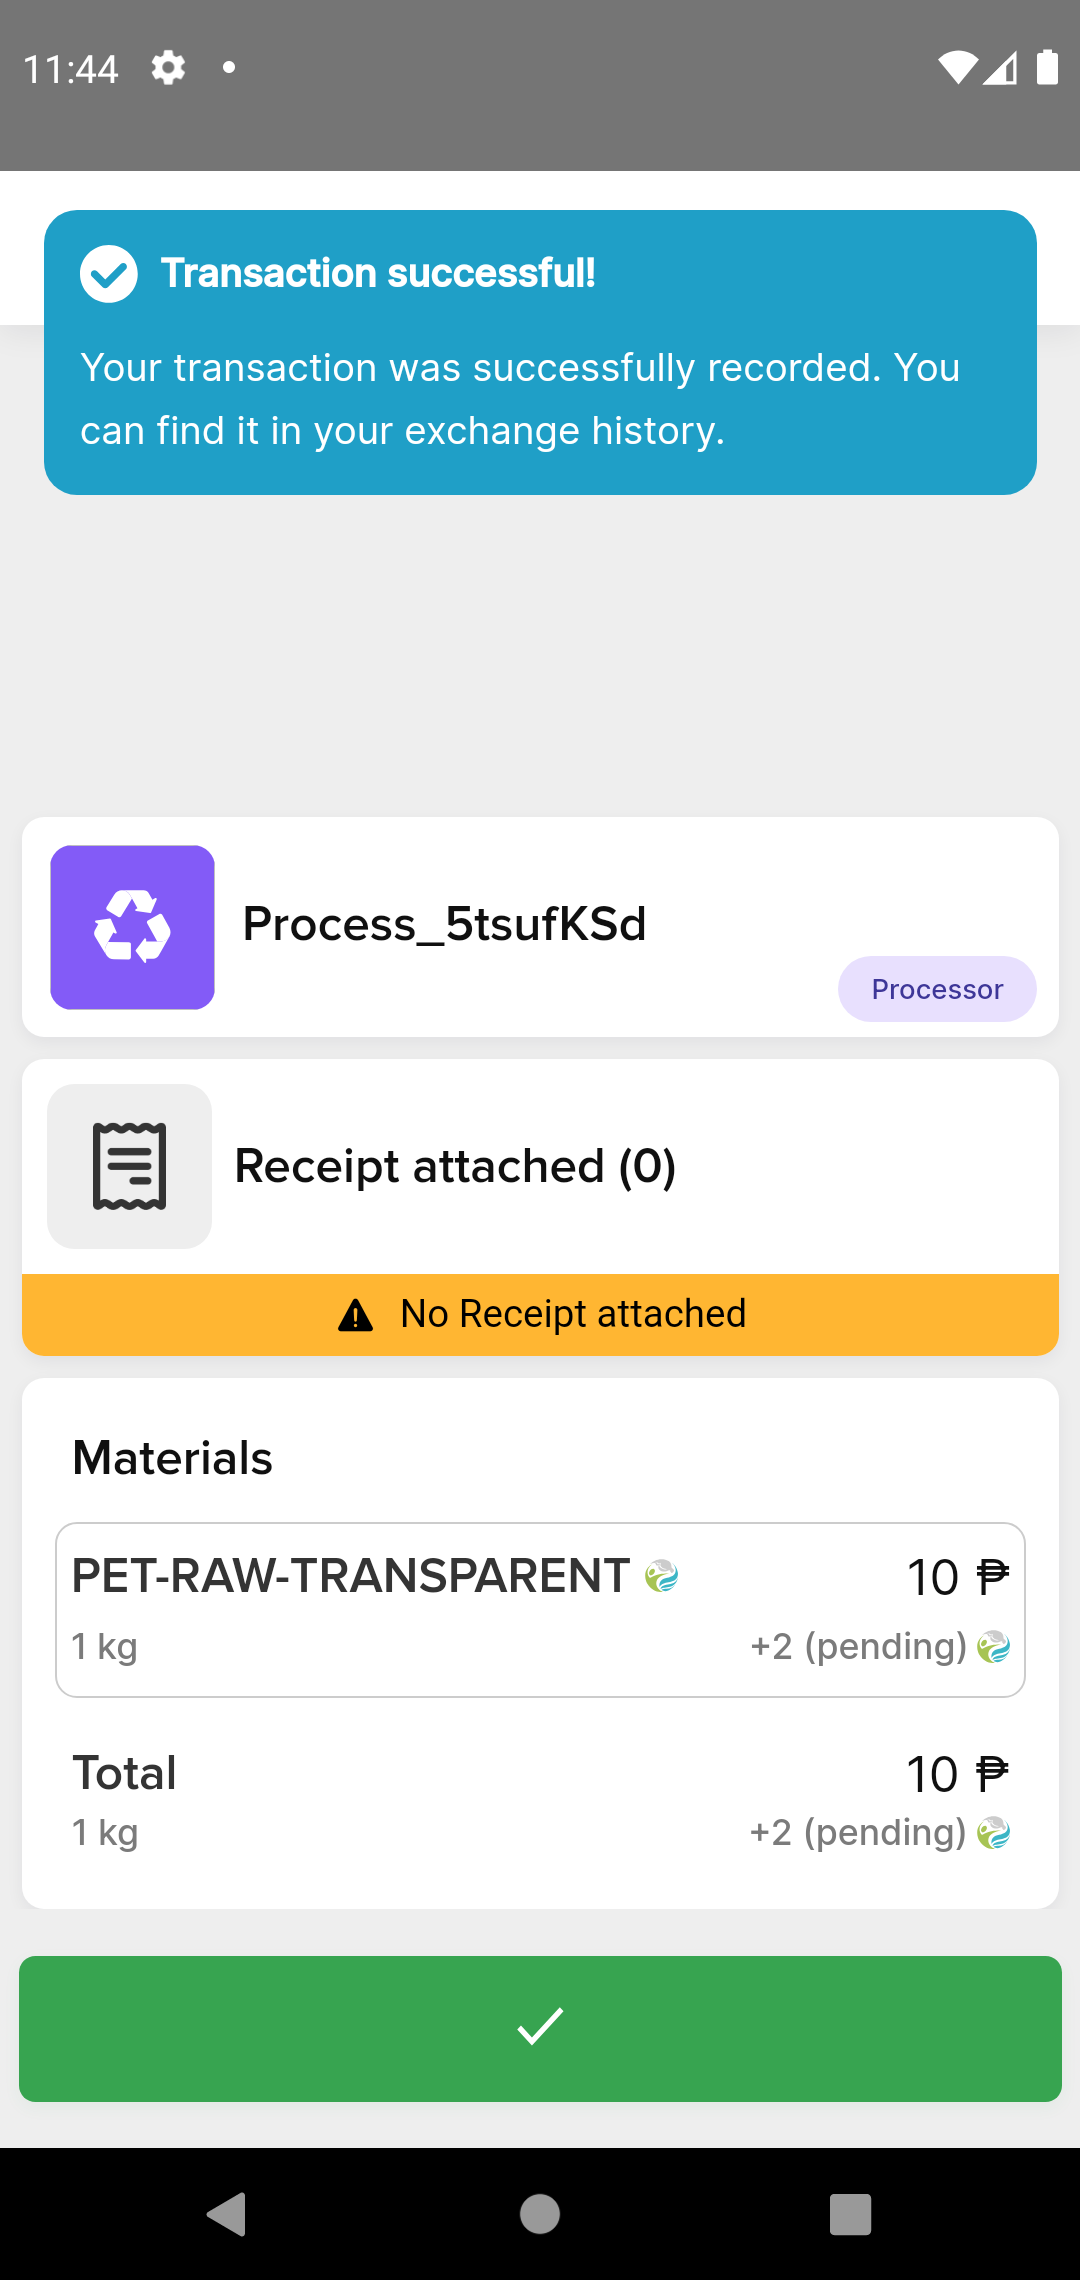 11:44
Transaction successful!
Your transaction was successfully recorded. You
can find it in your exchange history.
Process_5tsufKSd
Processor
Receipt attached (0)
No Receipt attached
Materials
PET-RAW-TRANSPARENT 10 ₱
1 kg +2 (pending)
Total 10 ₱
1 kg +2 (pending)